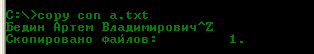 C:\>copy con a.txt
Бедин Артем Владимирович^Z
Скопировано файлов:         1.